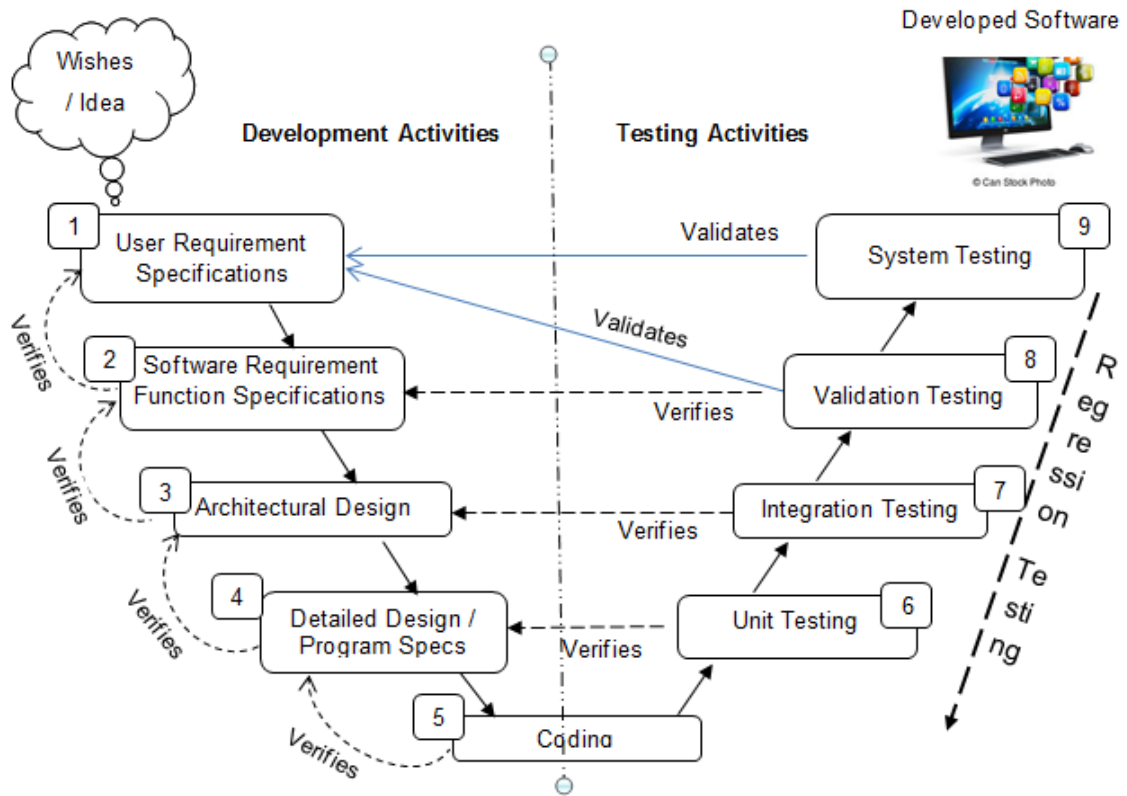 Developed Software
Wishes
/ Idea
Development Activities
Testing Activities
© Can Stock Photo
1
User Requirement
Specifications
Validates
9
System Testing
Verifies
Validates
2
Software Requirement
Function Specifications
Verifies
8
Validation Testing
Verifies
3
Architectural Design
Verifies
7
Integration Testing
Verifies
4
Detailed Design /
Program Specs
Verifies
6
Unit Testing
Verifies
5
Coding
R
eg
re
ssi
on
Te
sti
ng